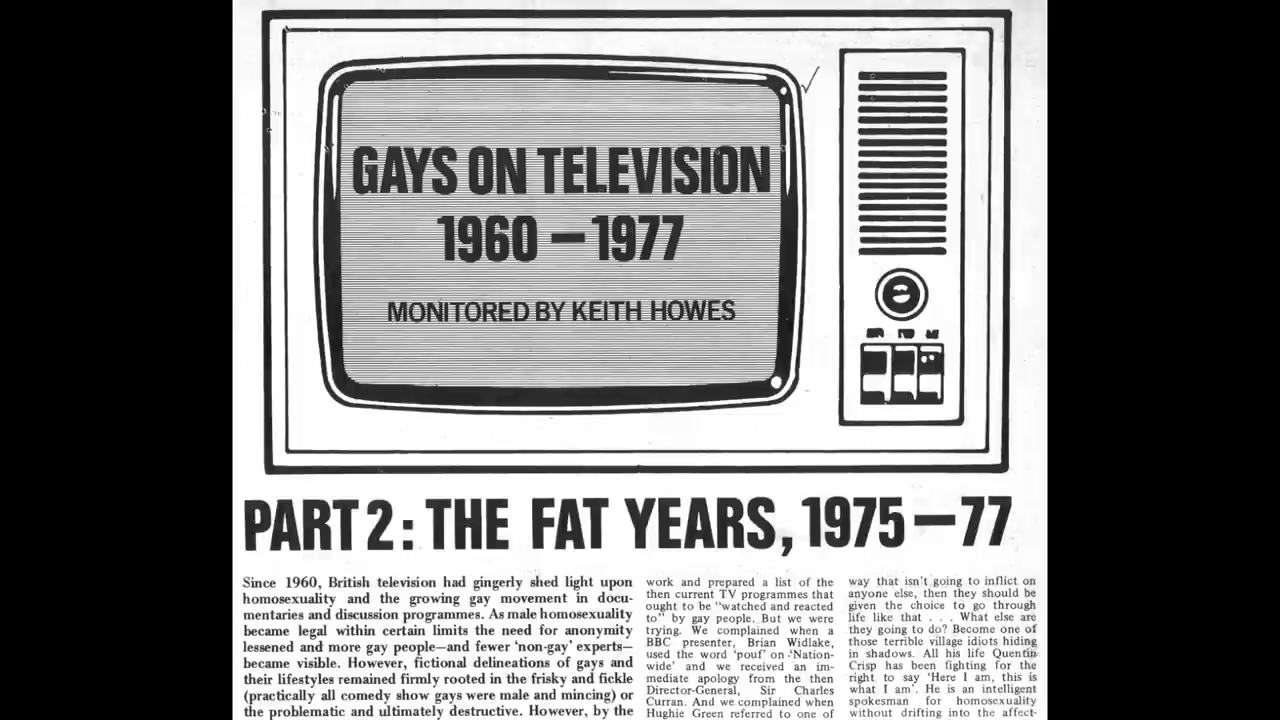 GAYS ON TELEVISION
1960 — 1977
MONITORED BY KEITH HOWES
PART 2: THE FAT YEARS, 1975—77
Since 1960, British television had gingerly shed light upon
homosexuality and the growing gay movement in docu-
mentaries and discussion programmes. As male homosexuality
became legal within certain limits the need for anonymity
lessened and more gay people—and fewer ‘non-gay’ experts—
became visible. However, fictional delineations of gays and
their lifestyles remained firmly rooted in the frisky and fickle
(practically all comedy show gays were male and mincing) or
the problematic and ultimately destructive. However, by the
work and prepared a list of the
then current TV programmes that
ought to be “watched and reacted
to” by gay people. But we were
trying. We complained when a
BBC presenter, Brian Widlake,
used the word ‘pouf’ on ‘Nation-
wide’ and we received an im-
mediate apology from the then
Director-General, Sir Charles
Curran. And we complained when
Hughie Green referred to one of
way that isn't going to inflict on
anyone else, then they should be
given the choice to go through
life like that . . . What else are
they going to do? Become one of
those terrible village idiots hiding
in shadows. All his life Quentin
Crisp has been fighting for the
right to say ‘Here I am, this is
what I am’. He is an intelligent
spokesman for homosexuality
without drifting into the affect-